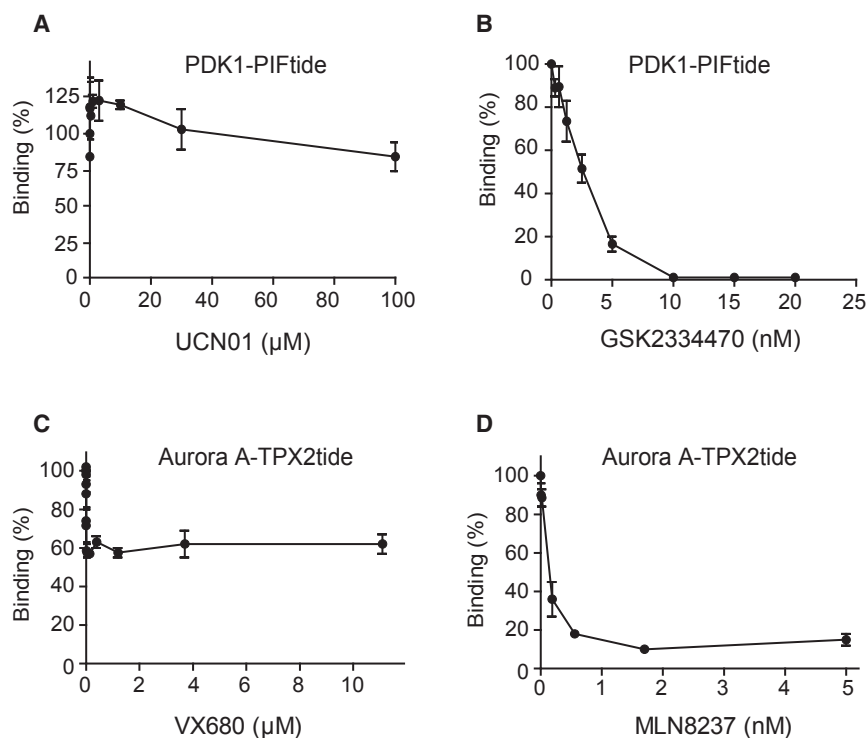 A
PDK1-PIFtide
Binding (%)
125
100
75
50
25
0
0 20 40 60 80 100
UCN01 (µM)
B
PDK1-PIFtide
Binding (%)
100
80
60
40
20
0
0 5 10 15 20 25
GSK2334470 (nM)
C
Aurora A-TPX2tide
Binding (%)
100
80
60
40
20
0
0 2 4 6 8 10
VX680 (µM)
D
Aurora A-TPX2tide
Binding (%)
100
80
60
40
20
0
0 1 2 3 4 5
MLN8237 (nM)